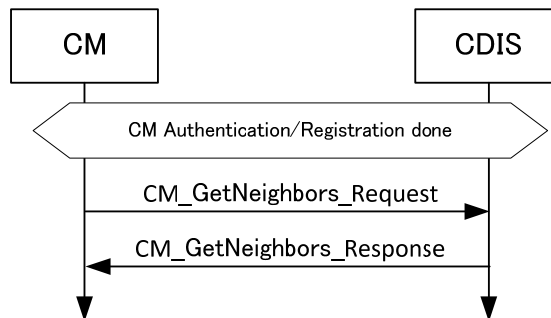 CM
CDIS
CM Authentication/Registration done
CM_GetNeighbors_Request
CM_GetNeighbors_Response